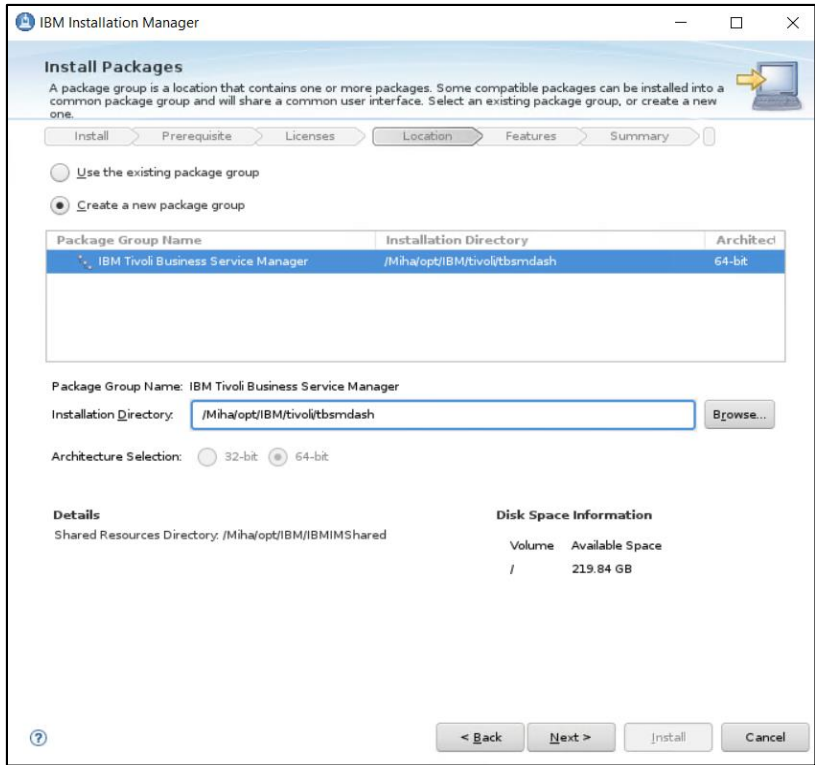 IBM Installation Manager
Install Packages
A package group is a location that contains one or more packages. Some compatible packages can be installed into a
common package group and will share a common user interface. Select an existing package group, or create a new
one.
Install Prerequisite Licenses Location Features Summary
Use the existing package group
Create a new package group
Package Group Name Installation Directory Architect
IBM Tivoli Business Service Manager /Miha/opt/IBM/tivoli/tbsmdash 64-bit
Package Group Name: IBM Tivoli Business Service Manager
Installation Directory: /Miha/opt/IBM/tivoli/tbsmdash Browse...
Architecture Selection: 32-bit 64-bit
Details Disk Space Information
Shared Resources Directory: /Miha/opt/IBM/IBMIMShared
Volume Available Space
/ 219.84 GB
? < Back Next > Install Cancel